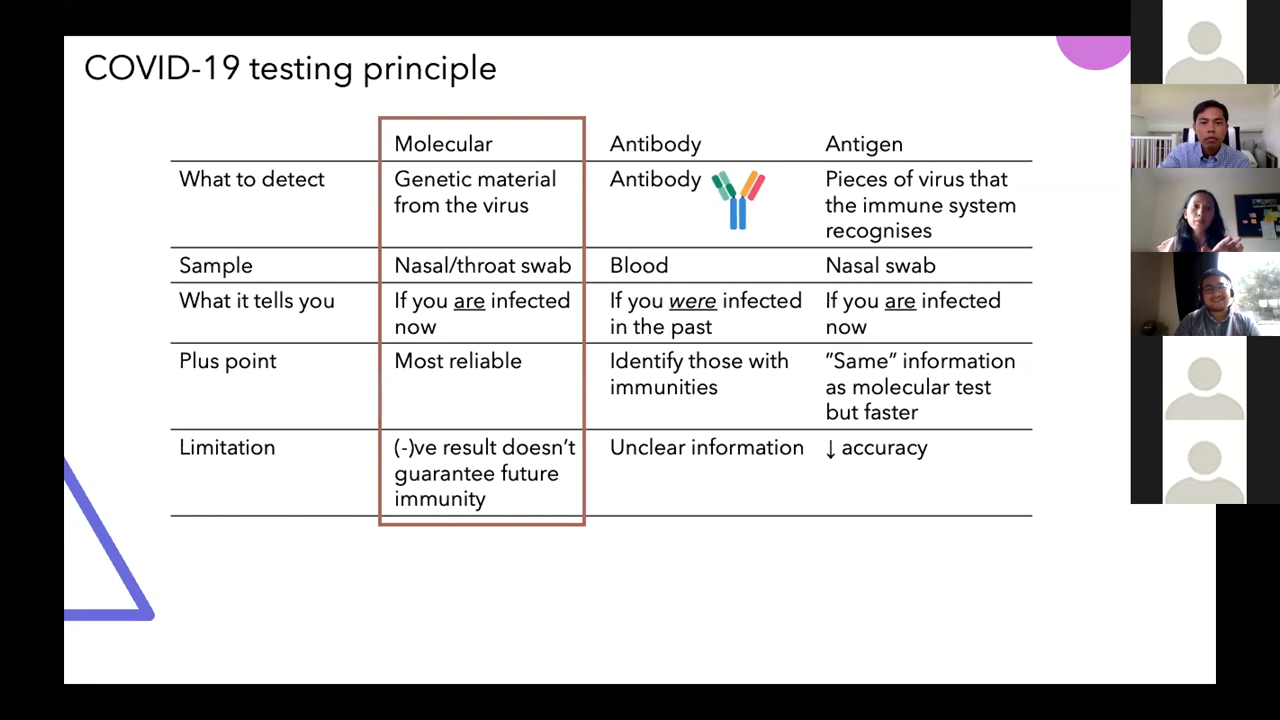 COVID-19 testing principle
Molecular Antibody Antigen
What to detect
Genetic material
from the virus
Antibody
Pieces of virus that
the immune system
recognises
Sample
Nasal/throat swab
Blood
Nasal swab
What it tells you
If you are infected
now
If you were infected
in the past
If you are infected
now
Plus point
Most reliable
Identify those with
immunities
”Same” information
as molecular test
but faster
Limitation
(-)ve result doesn’t
guarantee future
immunity
Unclear information
↓ accuracy